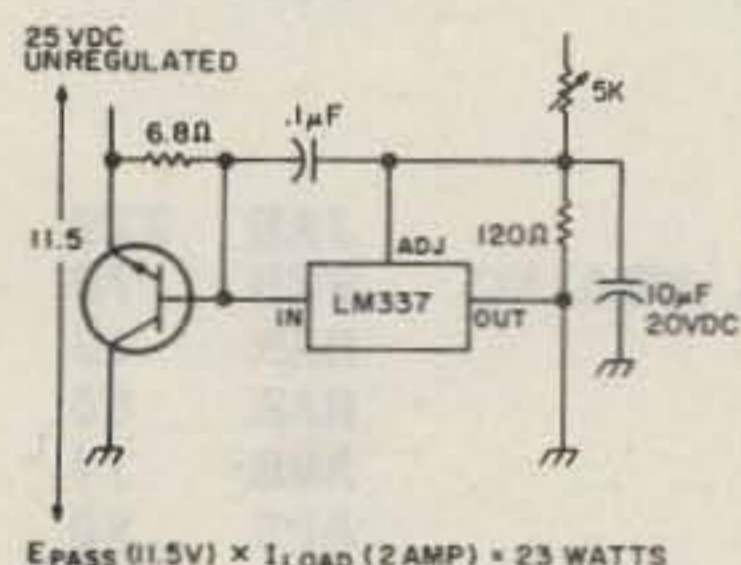 25 VDC
UNREGULATED
6.8Ω
.1µF
5K
11.5
ADJ
120Ω
IN
LM337
OUT
10µF
20VDC
EPASS (11.5V) × ILOAD (2 AMP) = 23 WATTS